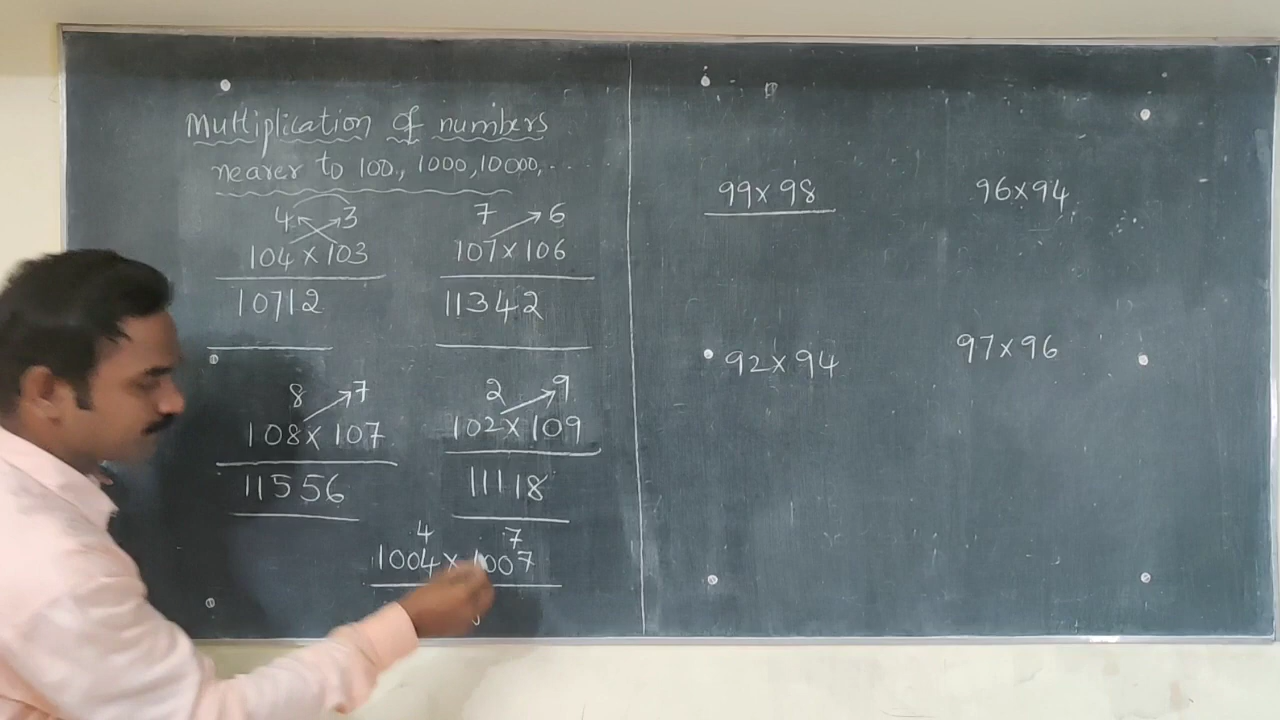 Multiplication of numbers
nearer to 100, 1000, 10000, ....
4 3
104 x 103
10712
7 6
107 x 106
11342
8 7
108 x 107
11556
2 9
102 x 109
11118
4 7
1004 x 1007
99 x 98
96 x 94
92 x 94
97 x 96